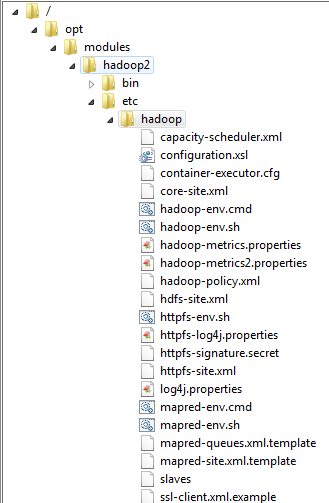 /
opt
modules
hadoop2
bin
etc
hadoop
capacity-scheduler.xml
configuration.xsl
container-executor.cfg
core-site.xml
hadoop-env.cmd
hadoop-env.sh
hadoop-metrics.properties
hadoop-metrics2.properties
hadoop-policy.xml
hdfs-site.xml
httpfs-env.sh
httpfs-log4j.properties
httpfs-signature.secret
httpfs-site.xml
log4j.properties
mapred-env.cmd
mapred-env.sh
mapred-queues.xml.template
mapred-site.xml.template
slaves
ssl-client.xml.example